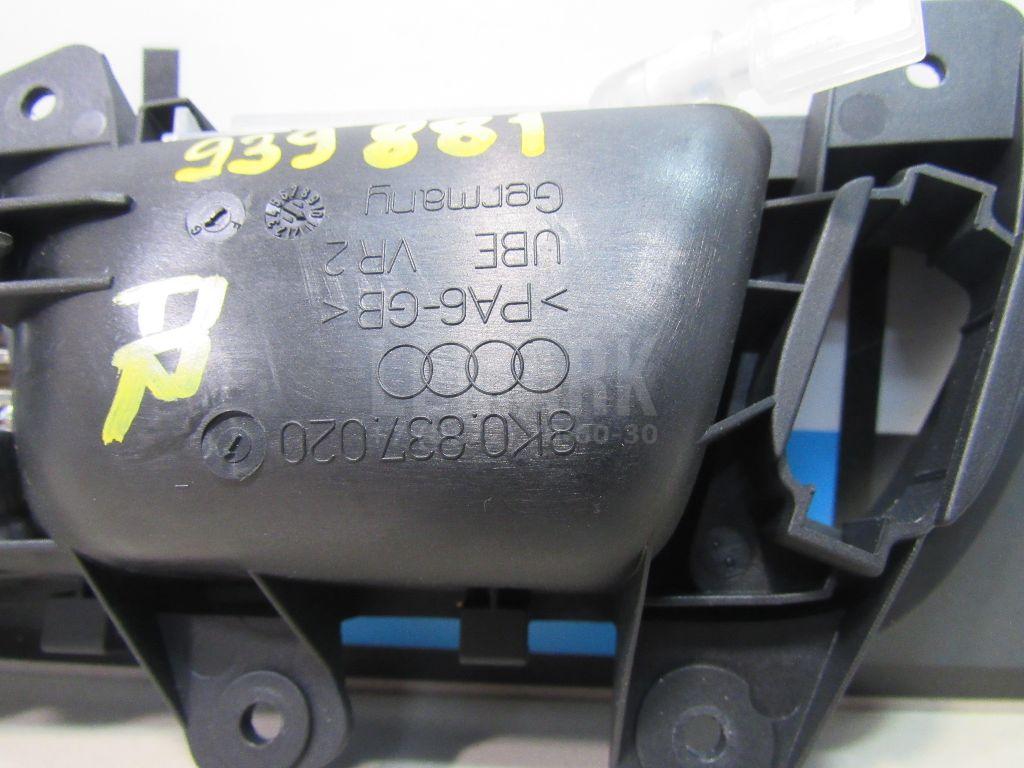 939 881
R
8K0.837.020
>PA6-GB<
UBE VR2
Germany